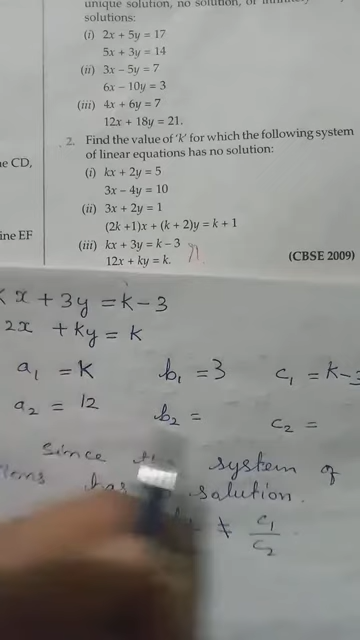 unique solution, no solution, or
solutions:
(i) 2x + 5y = 17
5x + 3y = 14
(ii) 3x − 5y = 7
6x − 10y = 3
(iii) 4x + 6y = 7
12x + 18y = 21.
2. Find the value of 'k' for which the following system
of linear equations has no solution:
(i) kx + 2y = 5
3x − 4y = 10
(ii) 3x + 2y = 1
(2k +1)x + (k + 2)y = k + 1
(iii) kx + 3y = k − 3
12x + ky = k.
(CBSE 2009)
CD,
ine EF
x + 3y = k − 3
2x + ky = k
a₁ = k b₁ = 3 c₁ = k − 3
a₂ = 12 b₂ = c₂ =
Since the system of
has solution.
≠ c₁/c₂